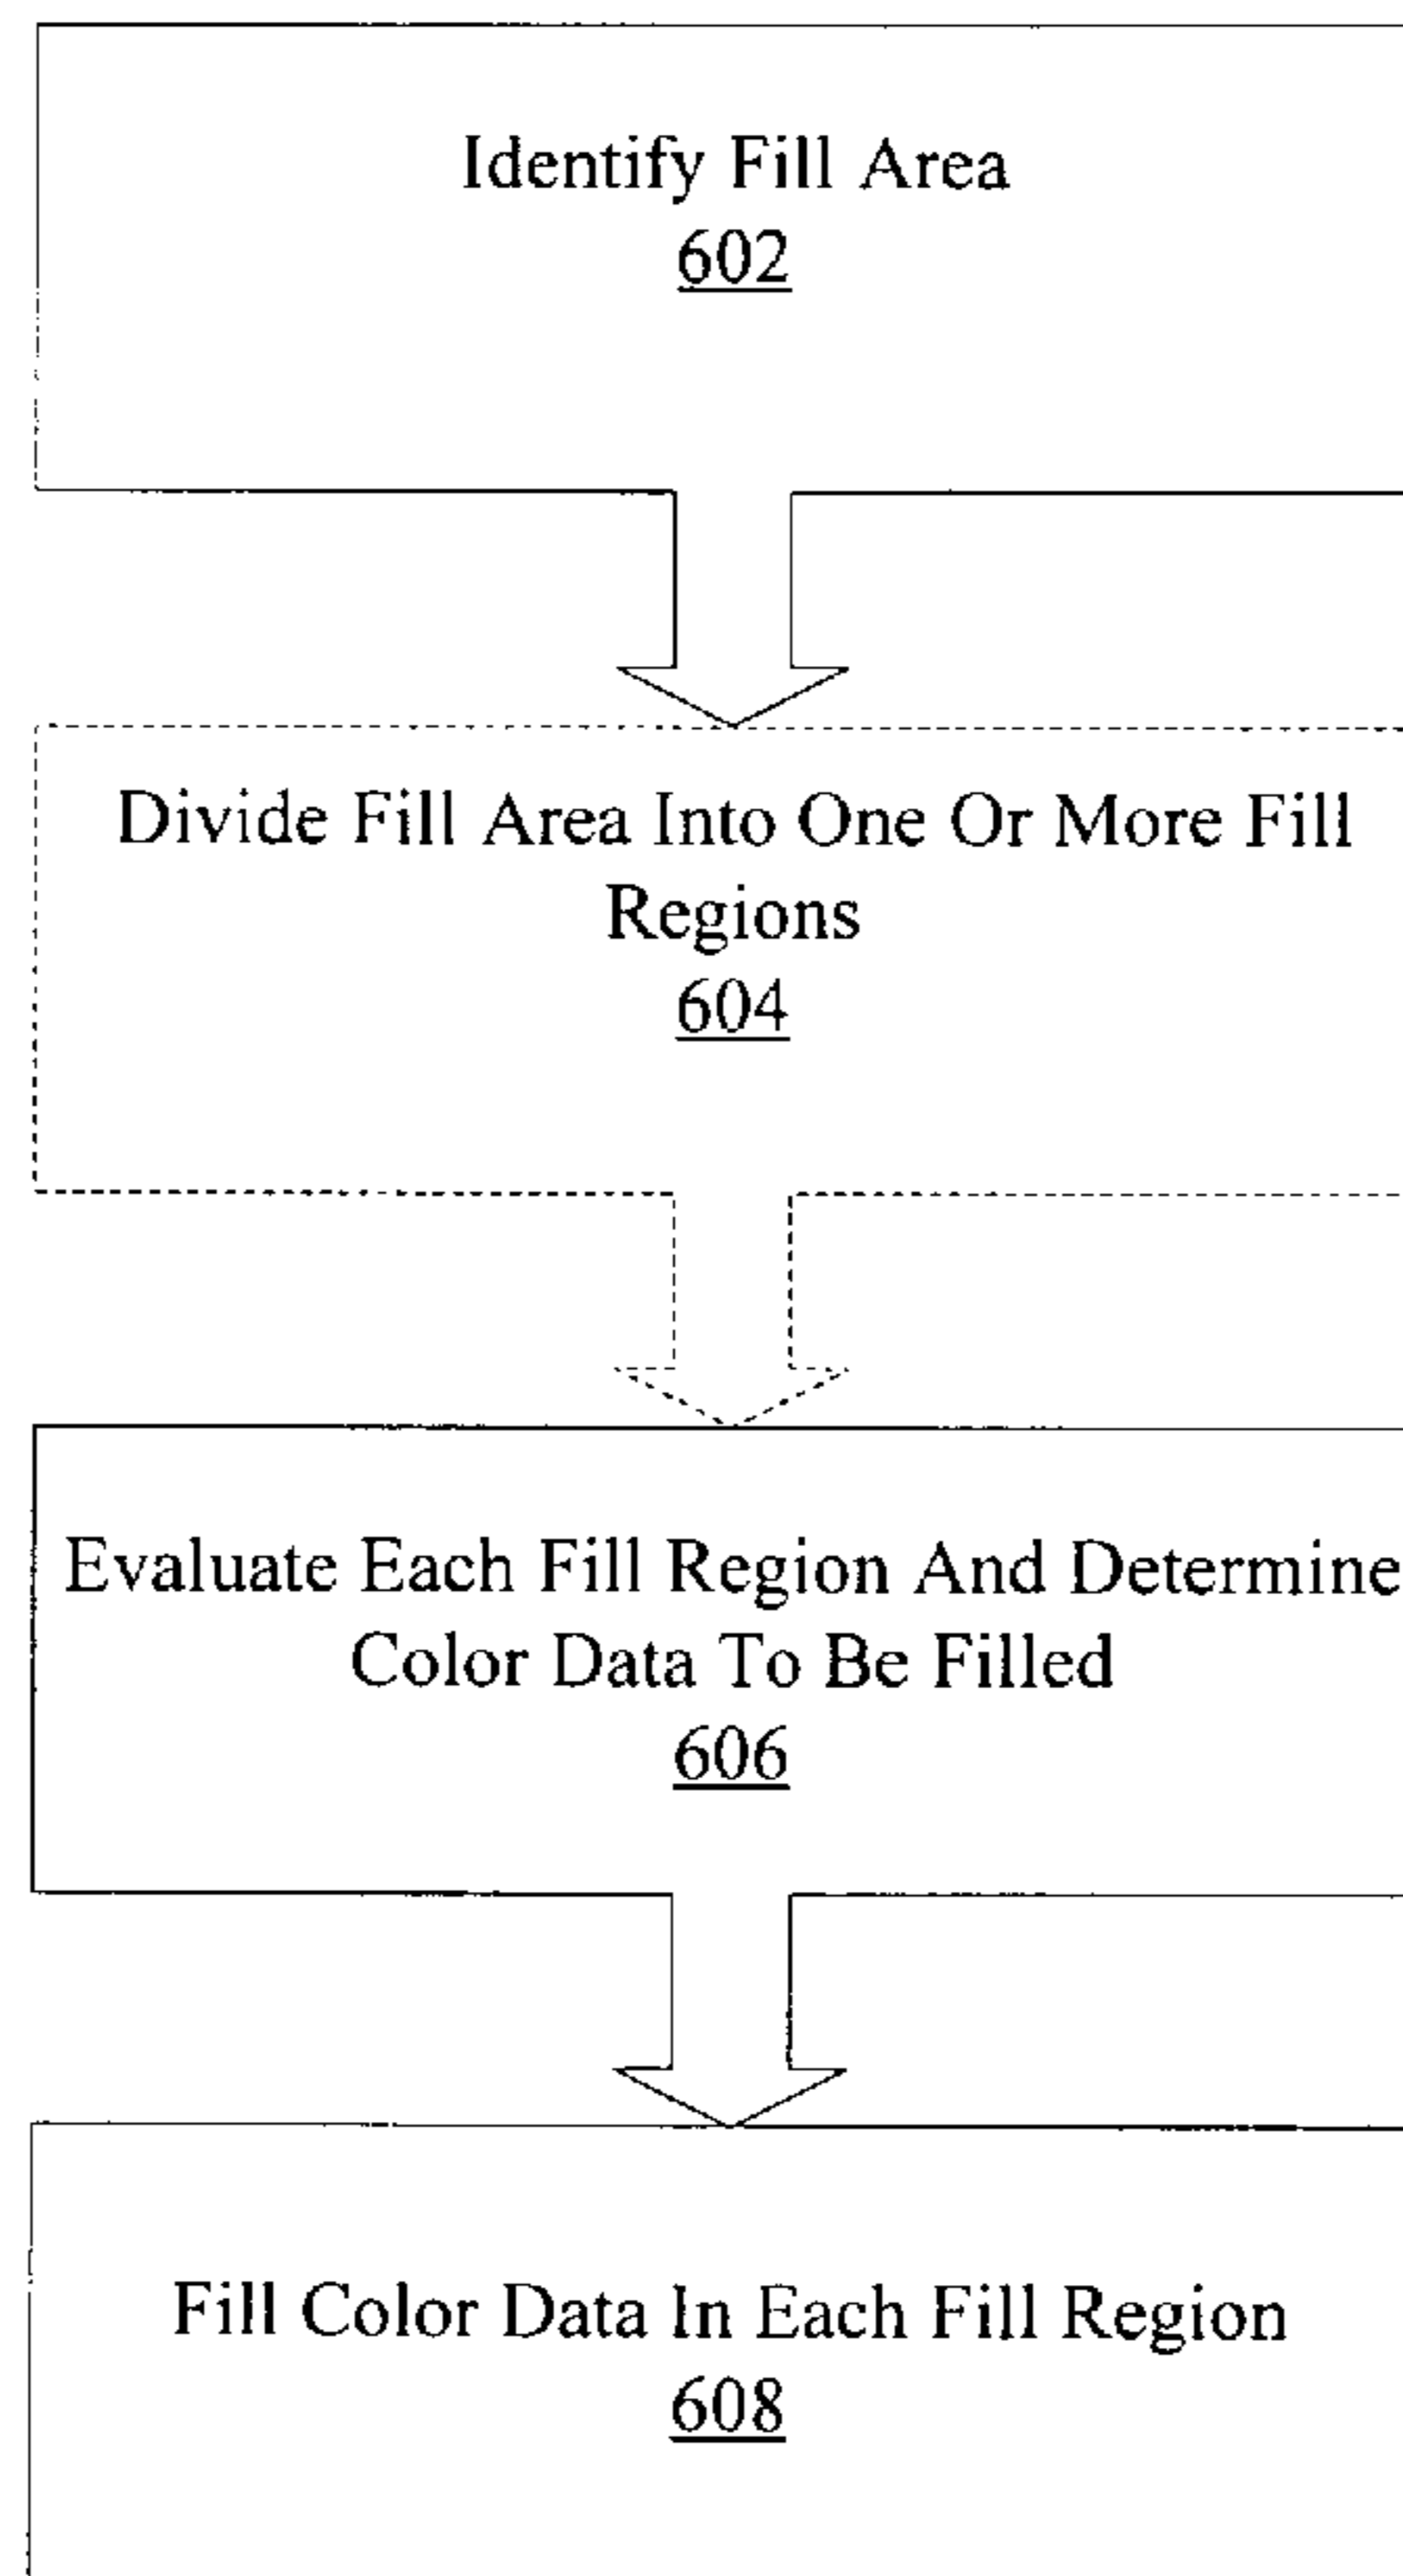 Identify Fill Area
602
Divide Fill Area Into One Or More Fill
Regions
604
Evaluate Each Fill Region And Determine
Color Data To Be Filled
606
Fill Color Data In Each Fill Region
608